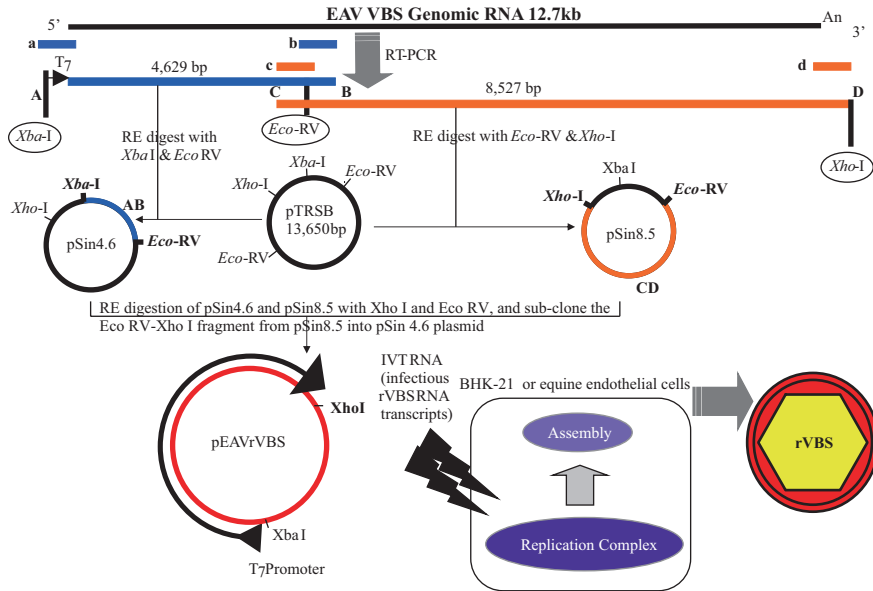 EAV VBS Genomic RNA 12.7kb
5’
An
3’
a
b
c
d
RT-PCR
T7
4,629 bp
A
C
B
8,527 bp
D
Xba-I
Eco-RV
Xho-I
RE digest with
Xba I & Eco RV
RE digest with Eco-RV & Xho-I
Xba-I
Xho-I
AB
pSin4.6
Eco-RV
Xba-I
Eco-RV
Xho-I
pTRSB
13,650bp
Eco-RV
Xba I
Xho-I
Eco-RV
pSin8.5
CD
RE digestion of pSin4.6 and pSin8.5 with Xho I and Eco RV, and sub-clone the
Eco RV-Xho I fragment from pSin8.5 into pSin 4.6 plasmid
XhoI
pEAVrVBS
Xba I
T7Promoter
IVT RNA
(infectious
rVBS RNA
transcripts)
BHK-21 or equine endothelial cells
Assembly
Replication Complex
rVBS